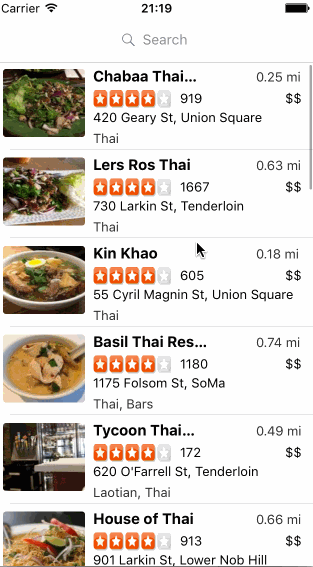 Carrier 21:19
Search
Chabaa Thai... 0.25 mi
919 $$
420 Geary St, Union Square
Thai
Lers Ros Thai 0.63 mi
1667 $$
730 Larkin St, Tenderloin
Thai
Kin Khao 0.18 mi
605 $$
55 Cyril Magnin St, Union Square
Thai
Basil Thai Res... 0.74 mi
1180 $$
1175 Folsom St, SoMa
Thai, Bars
Tycoon Thai... 0.49 mi
172 $$
620 O'Farrell St, Tenderloin
Laotian, Thai
House of Thai 0.66 mi
913 $$
901 Larkin St, Lower Nob Hill